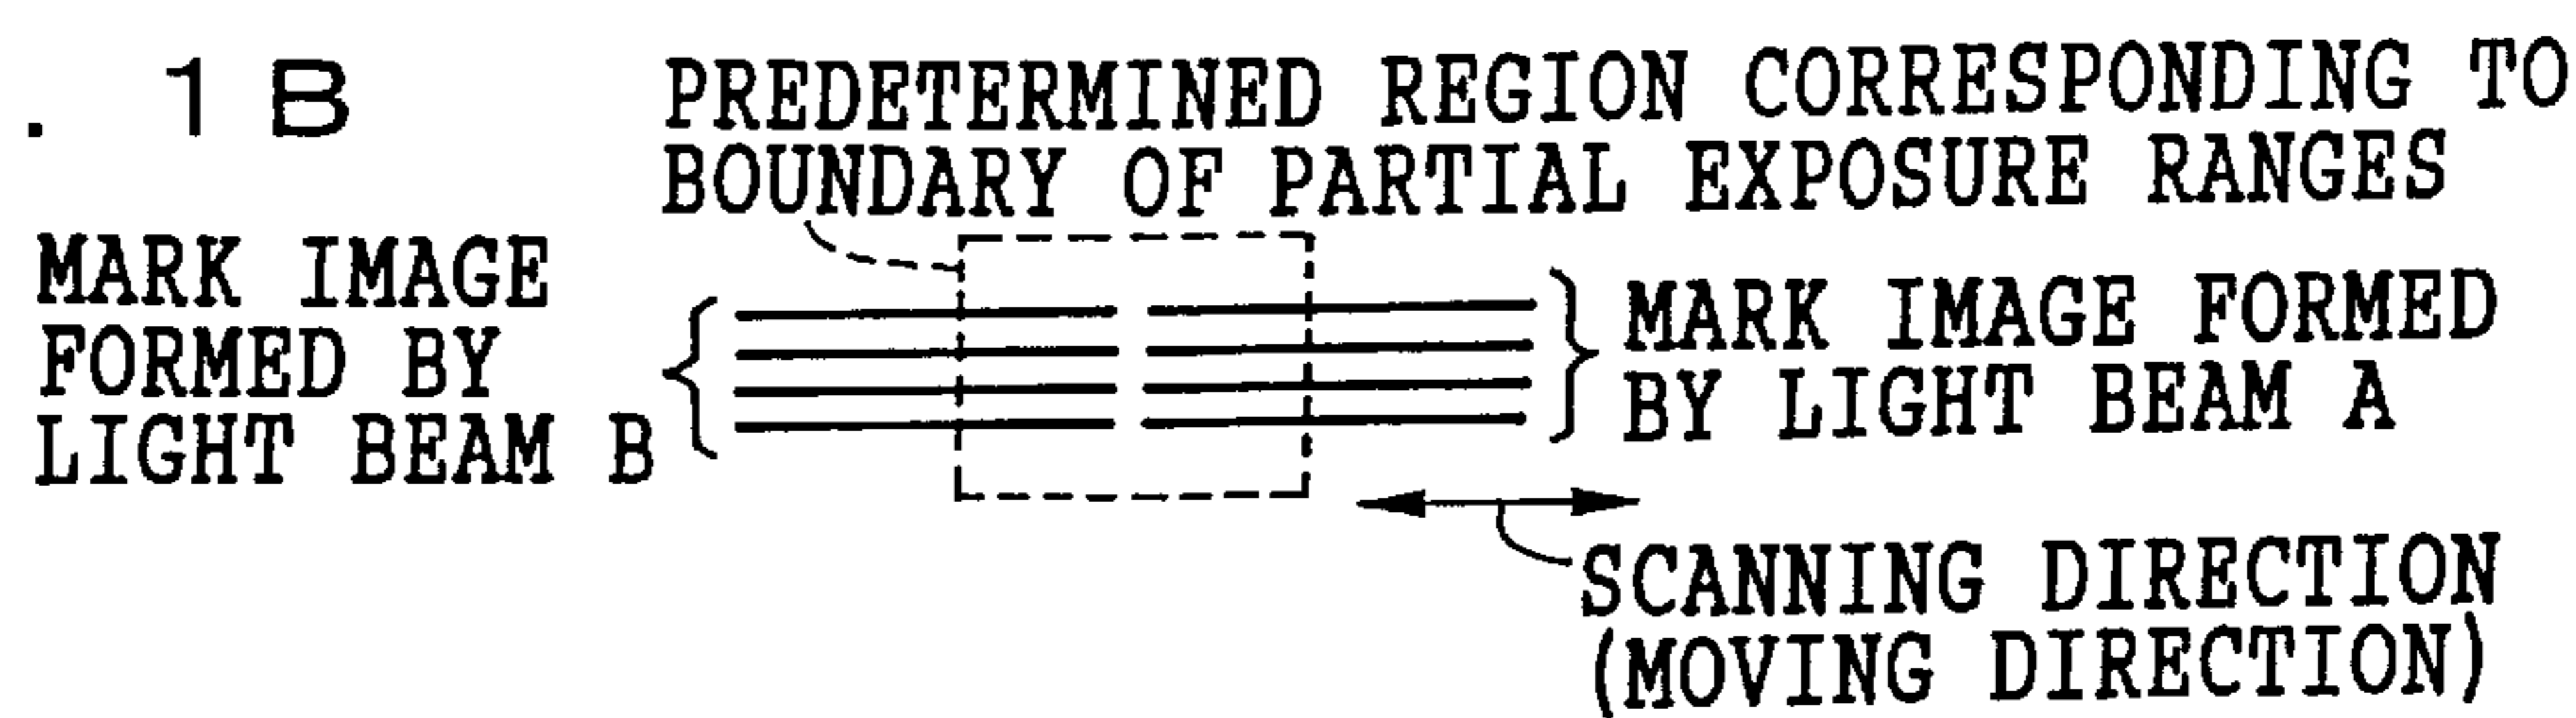 . 1B
PREDETERMINED REGION CORRESPONDING TO
BOUNDARY OF PARTIAL EXPOSURE RANGES
MARK IMAGE
FORMED BY
LIGHT BEAM B
MARK IMAGE FORMED
BY LIGHT BEAM A
SCANNING DIRECTION
(MOVING DIRECTION)